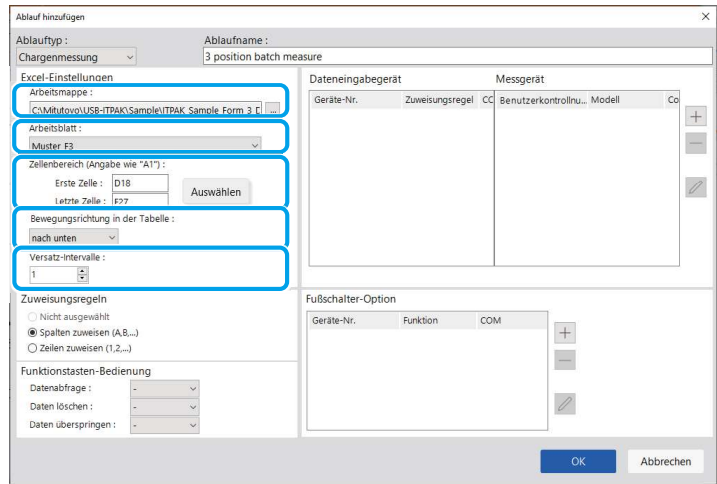 Ablauf hinzufügen
Ablauftyp :
Ablaufname :
Chargenmessung
3 position batch measure
Excel-Einstellungen
Arbeitsmappe :
C:\Mitutoyo\USB-ITPAK\Sample\ITPAK Sample Form 3 D ...
Arbeitsblatt :
Muster F3
Zellenbereich (Angabe wie "A1") :
Erste Zelle : D18
Auswählen
Letzte Zelle : F27
Bewegungsrichtung in der Tabelle :
nach unten
Versatz-Intervalle :
1
Zuweisungsregeln
Nicht ausgewählt
Spalten zuweisen (A,B,...)
Zeilen zuweisen (1,2,...)
Funktionstasten-Bedienung
Datenabfrage : -
Daten löschen : -
Daten überspringen : -
Dateneingabegerät
Messgerät
Geräte-Nr. Zuweisungsregel CO Benutzerkontrollnu... Modell Co
Fußschalter-Option
Geräte-Nr. Funktion COM
OK Abbrechen